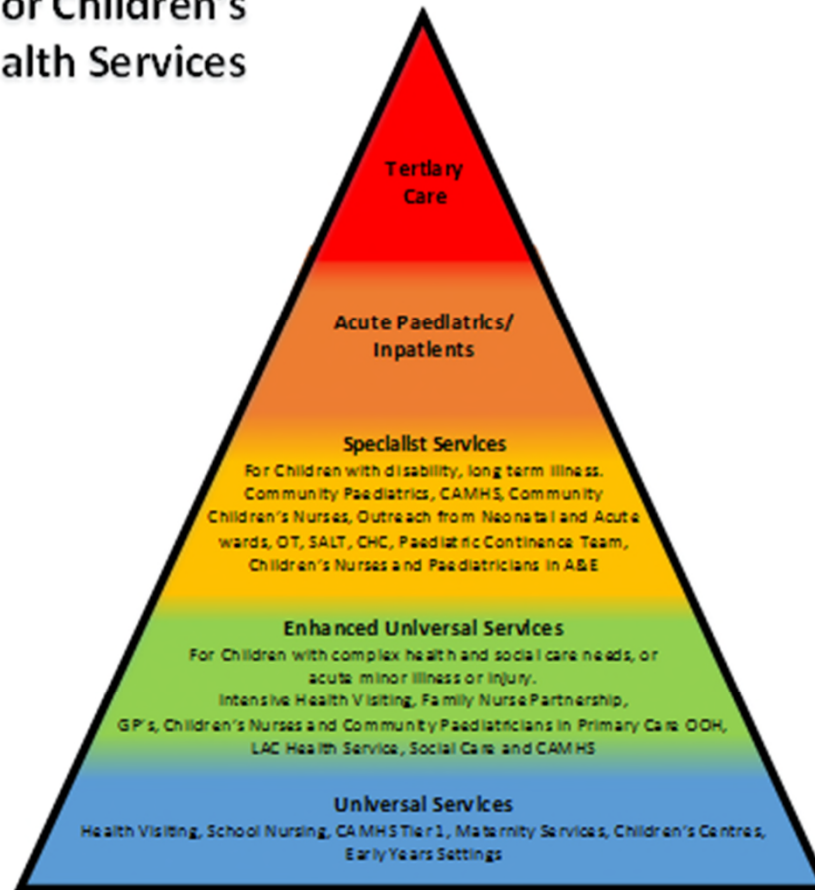 or Children's
alth Services
Tertiary
Care
Acute Paediatrics/
Inpatients
Specialist Services
For Children with disability, long term illness.
Community Paediatrics, CAMHS, Community
Children's Nurses, Outreach from Neonatal and Acute
wards, OT, SALT, CHC, Paediatric Continence Team,
Children's Nurses and Paediatricians in A&E
Enhanced Universal Services
For Children with complex health and social care needs, or
acute minor illness or injury.
Intensive Health Visiting, Family Nurse Partnership,
GP's, Children's Nurses and Community Paediatricians in Primary Care OOH,
LAC Health Service, Social Care and CAMHS
Universal Services
Health Visiting, School Nursing, CAMHS Tier 1, Maternity Services, Children's Centres,
Early Years Settings